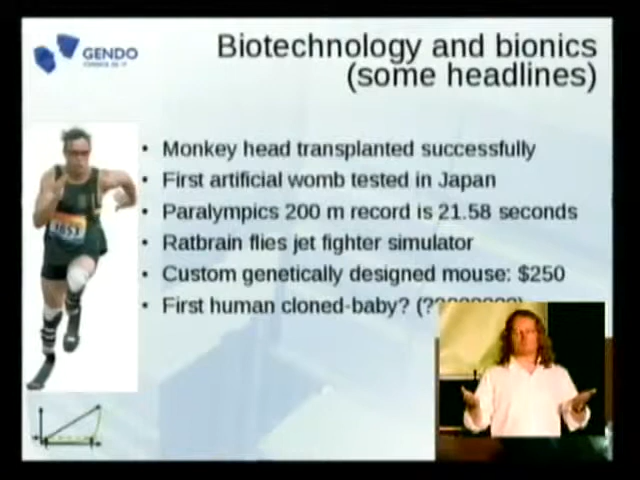 GENDO
Biotechnology and bionics
(some headlines)
• Monkey head transplanted successfully
• First artificial womb tested in Japan
• Paralympics 200 m record is 21.58 seconds
• Ratbrain flies jet fighter simulator
• Custom genetically designed mouse: $250
• First human cloned-baby?